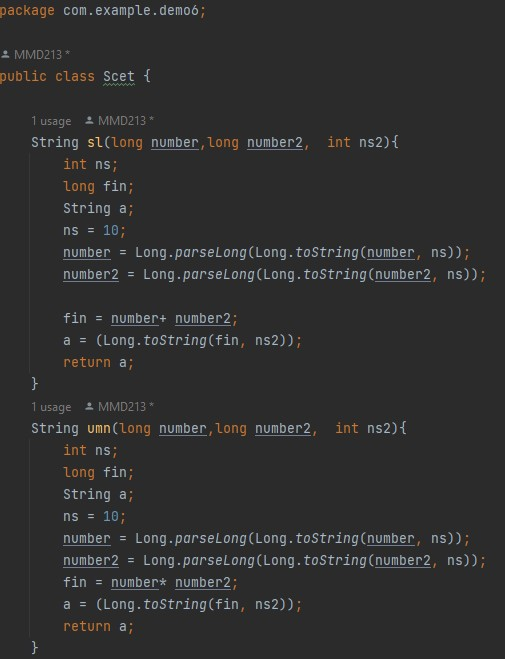 package com.example.demo6;
MMD213 *
public class Scet {
1 usage MMD213 *
String sl(long number,long number2,  int ns2){
int ns;
long fin;
String a;
ns = 10;
number = Long.parseLong(Long.toString(number, ns));
number2 = Long.parseLong(Long.toString(number2, ns));
fin = number+ number2;
a = (Long.toString(fin, ns2));
return a;
}
1 usage MMD213 *
String umn(long number,long number2,  int ns2){
int ns;
long fin;
String a;
ns = 10;
number = Long.parseLong(Long.toString(number, ns));
number2 = Long.parseLong(Long.toString(number2, ns));
fin = number* number2;
a = (Long.toString(fin, ns2));
return a;
}